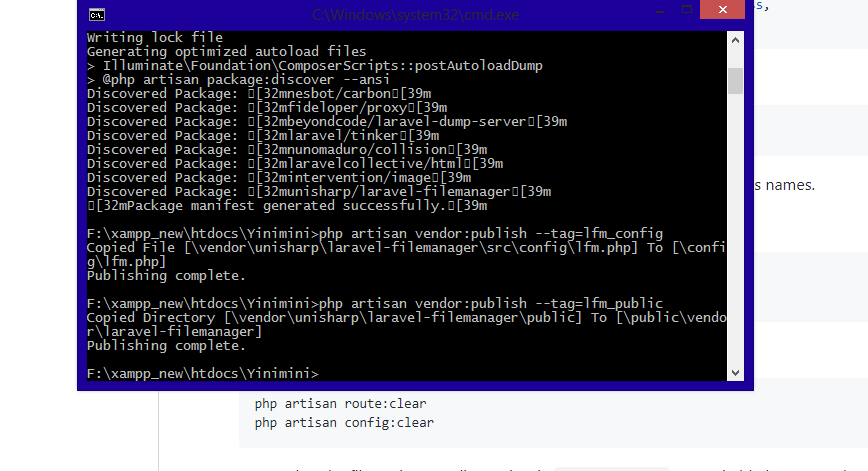 C:\Windows\system32\cmd.exe
s,
Writing lock file
Generating optimized autoload files
> Illuminate\Foundation\ComposerScripts::postAutoloadDump
> @php artisan package:discover --ansi
Discovered Package: [32mnesbot/carbon[39m
Discovered Package: [32mfideloper/proxy[39m
Discovered Package: [32mbeyondcode/laravel-dump-server[39m
Discovered Package: [32mlaravel/tinker[39m
Discovered Package: [32mnunomaduro/collision[39m
Discovered Package: [32mlaravelcollective/html[39m
Discovered Package: [32mintervention/image[39m
Discovered Package: [32munisharp/laravel-filemanager[39m
s names.
[32mPackage manifest generated successfully.[39m
F:\xampp_new\htdocs\Yinimini>php artisan vendor:publish --tag=lfm_config
Copied File [\vendor\unisharp\laravel-filemanager\src\config\lfm.php] To [\confi
g\lfm.php]
Publishing complete.
F:\xampp_new\htdocs\Yinimini>php artisan vendor:publish --tag=lfm_public
Copied Directory [\vendor\unisharp\laravel-filemanager\public] To [\public\vendo
r\laravel-filemanager]
Publishing complete.
F:\xampp_new\htdocs\Yinimini>
php artisan route:clear
php artisan config:clear